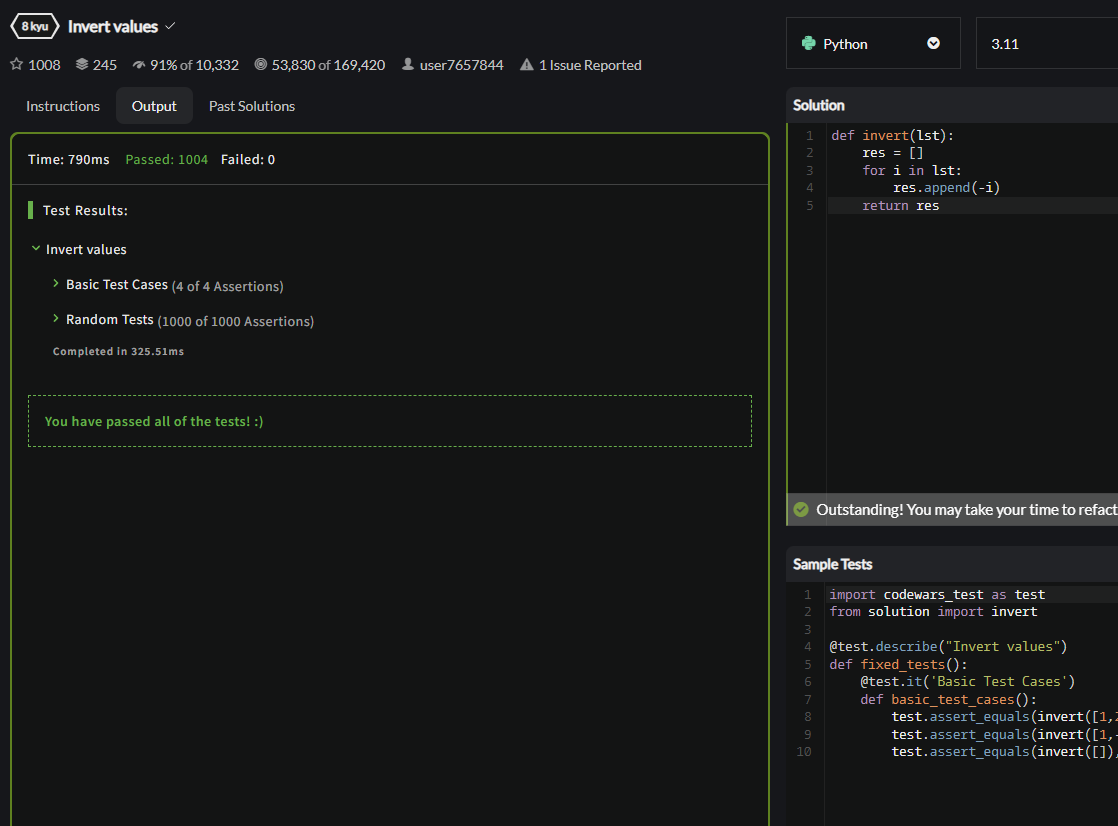 8 kyu Invert values
1008 245 91% of 10,332 53,830 of 169,420 user7657844 1 Issue Reported
Instructions Output Past Solutions
Time: 790ms Passed: 1004 Failed: 0
Test Results:
Invert values
Basic Test Cases (4 of 4 Assertions)
Random Tests (1000 of 1000 Assertions)
Completed in 325.51ms
You have passed all of the tests! :)
Python 3.11
Solution
1 def invert(lst):
2 res = []
3 for i in lst:
4 res.append(-i)
5 return res
Outstanding! You may take your time to refact
Sample Tests
1 import codewars_test as test
2 from solution import invert
3
4 @test.describe("Invert values")
5 def fixed_tests():
6 @test.it('Basic Test Cases')
7 def basic_test_cases():
8 test.assert_equals(invert([1,2
9 test.assert_equals(invert([1,-
10 test.assert_equals(invert([]),